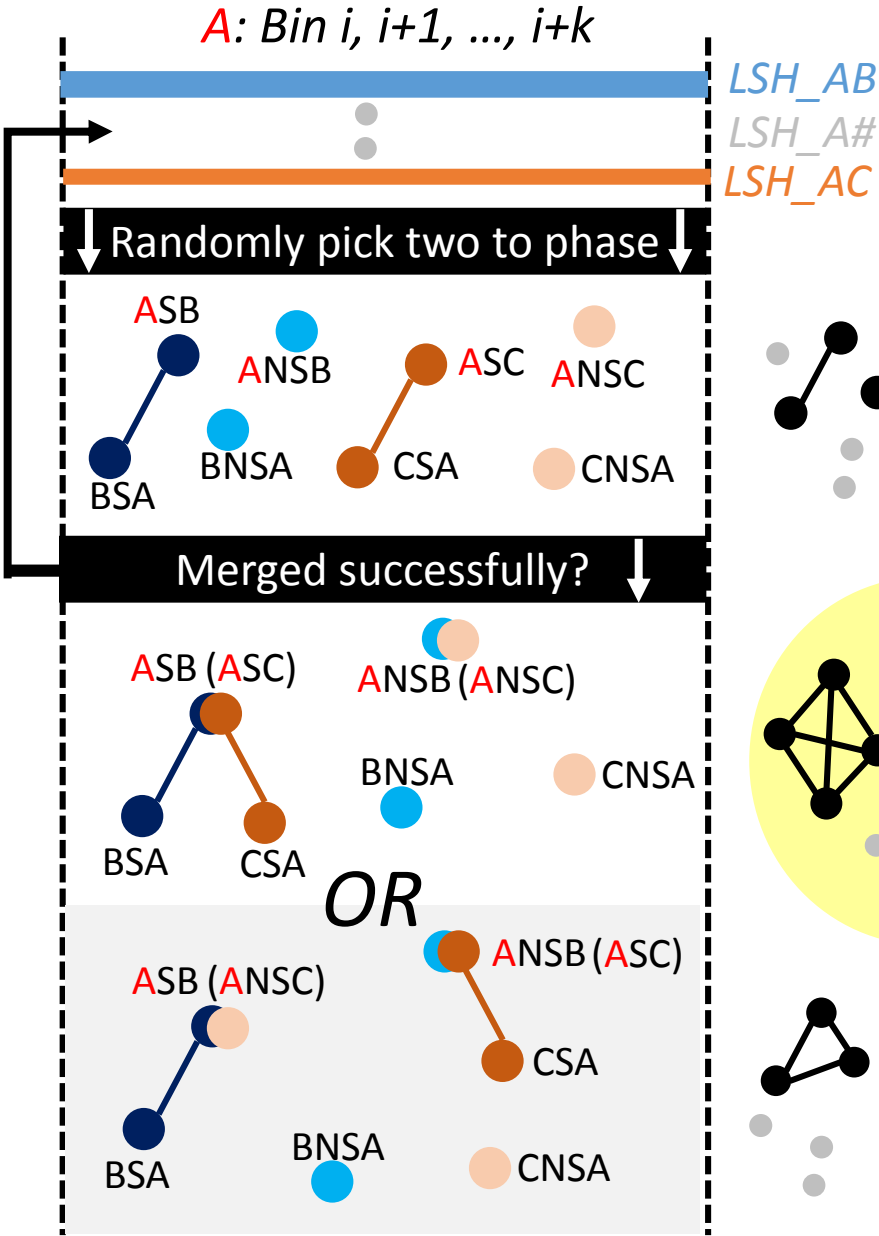 A: Bin i, i+1, ..., i+k
LSH_AB
LSH_A#
LSH_AC
Randomly pick two to phase
ASB
ANSB
ASC
ANSC
BSA
BNSA
CSA
CNSA
Merged successfully?
ASB (ASC)
ANSB (ANSC)
BNSA
CNSA
BSA
CSA
OR
ASB (ANSC)
ANSB (ASC)
CSA
BSA
BNSA
CNSA